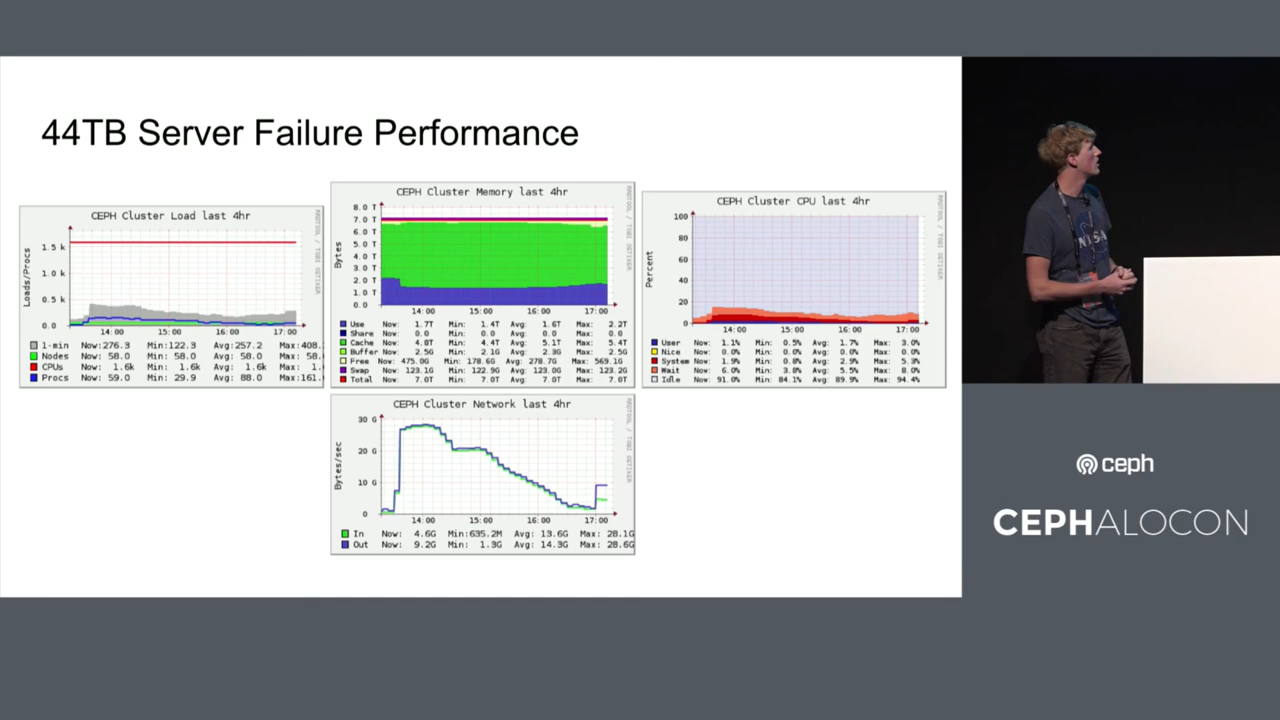 44TB Server Failure Performance
CEPH Cluster Load last 4hr
Loads/Procs
1.5 k
1.0 k
0.5 k
0.0
14:00 15:00 16:00 17:00
1-min Now:276.3 Min:122.3 Avg:257.2 Max:408.
Nodes Now: 58.0 Min: 58.0 Avg: 58.0 Max: 58.
CPUs Now: 1.6k Min: 1.6k Avg: 1.6k Max: 1.
Procs Now: 59.0 Min: 29.9 Avg: 88.0 Max:161.
RRDTOOL / TOBI OETIKER
CEPH Cluster Memory last 4hr
Bytes
8.0 T
7.0 T
6.0 T
5.0 T
4.0 T
3.0 T
2.0 T
1.0 T
0.0
14:00 15:00 16:00 17:00
Use Now: 1.7T Min: 1.4T Avg: 1.6T Max: 2.2T
Share Now: 0.0 Min: 0.0 Avg: 0.0 Max: 0.0
Cache Now: 4.8T Min: 4.4T Avg: 5.1T Max: 5.4T
Buffer Now: 2.5G Min: 2.1G Avg: 2.3G Max: 2.5G
Free Now: 475.0G Min: 178.6G Avg: 278.7G Max: 569.1G
Swap Now: 123.1G Min: 122.9G Avg: 123.0G Max: 123.2G
Total Now: 7.0T Min: 7.0T Avg: 7.0T Max: 7.0T
RRDTOOL / TOBI OETIKER
CEPH Cluster CPU last 4hr
Percent
100
80
60
40
20
0
14:00 15:00 16:00 17:00
User Now: 1.1% Min: 0.5% Avg: 1.7% Max: 3.0%
Nice Now: 0.0% Min: 0.0% Avg: 0.0% Max: 0.0%
System Now: 1.9% Min: 0.8% Avg: 2.9% Max: 5.3%
Wait Now: 6.0% Min: 3.8% Avg: 5.5% Max: 8.0%
Idle Now: 91.0% Min: 84.1% Avg: 89.9% Max: 94.4%
RRDTOOL / TOBI OETIKER
CEPH Cluster Network last 4hr
Bytes/sec
30 G
20 G
10 G
0
14:00 15:00 16:00 17:00
In Now: 4.6G Min:635.2M Avg: 13.6G Max: 28.1G
Out Now: 9.2G Min: 1.3G Avg: 14.3G Max: 28.6G
RRDTOOL / TOBI OETIKER
NASA
ceph
CEPHALOCON